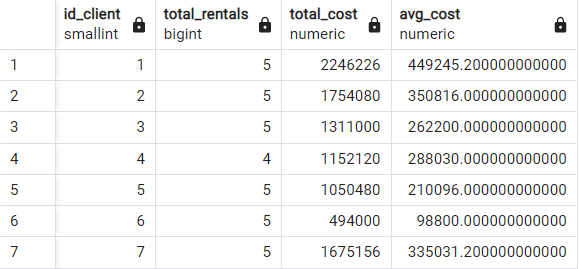 id_client total_rentals total_cost avg_cost
smallint bigint numeric numeric
1 1 5 2246226 449245.200000000000
2 2 5 1754080 350816.000000000000
3 3 5 1311000 262200.000000000000
4 4 4 1152120 288030.000000000000
5 5 5 1050480 210096.000000000000
6 6 5 494000 98800.000000000000
7 7 5 1675156 335031.200000000000